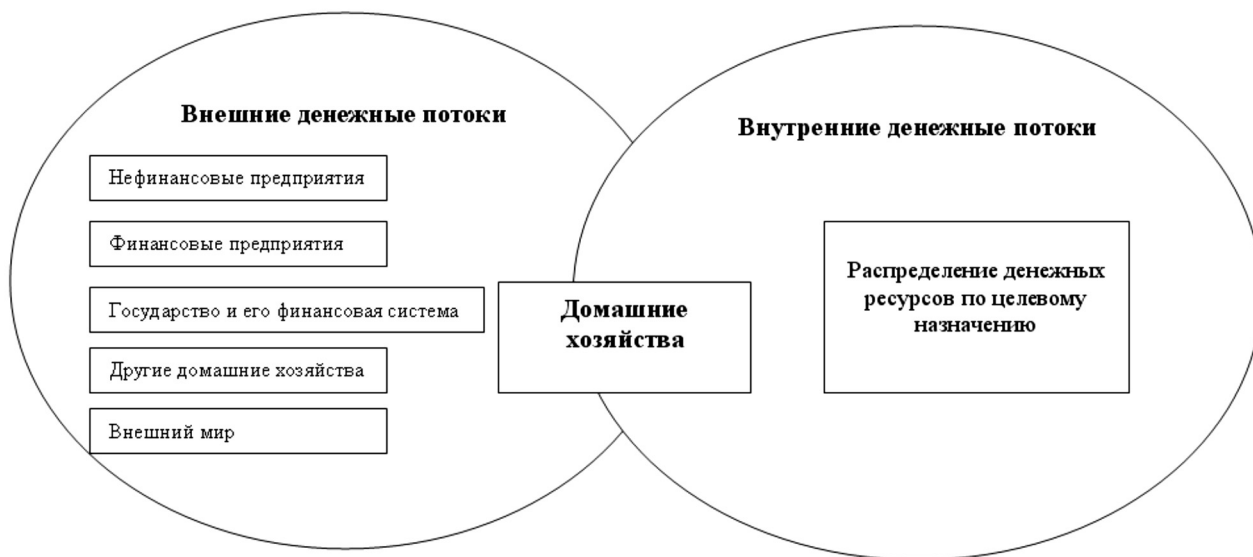 Внешние денежные потоки
Нефинансовые предприятия
Финансовые предприятия
Государство и его финансовая система
Другие домашние хозяйства
Внешний мир
Домашние
хозяйства
Внутренние денежные потоки
Распределение денежных
ресурсов по целевому
назначению